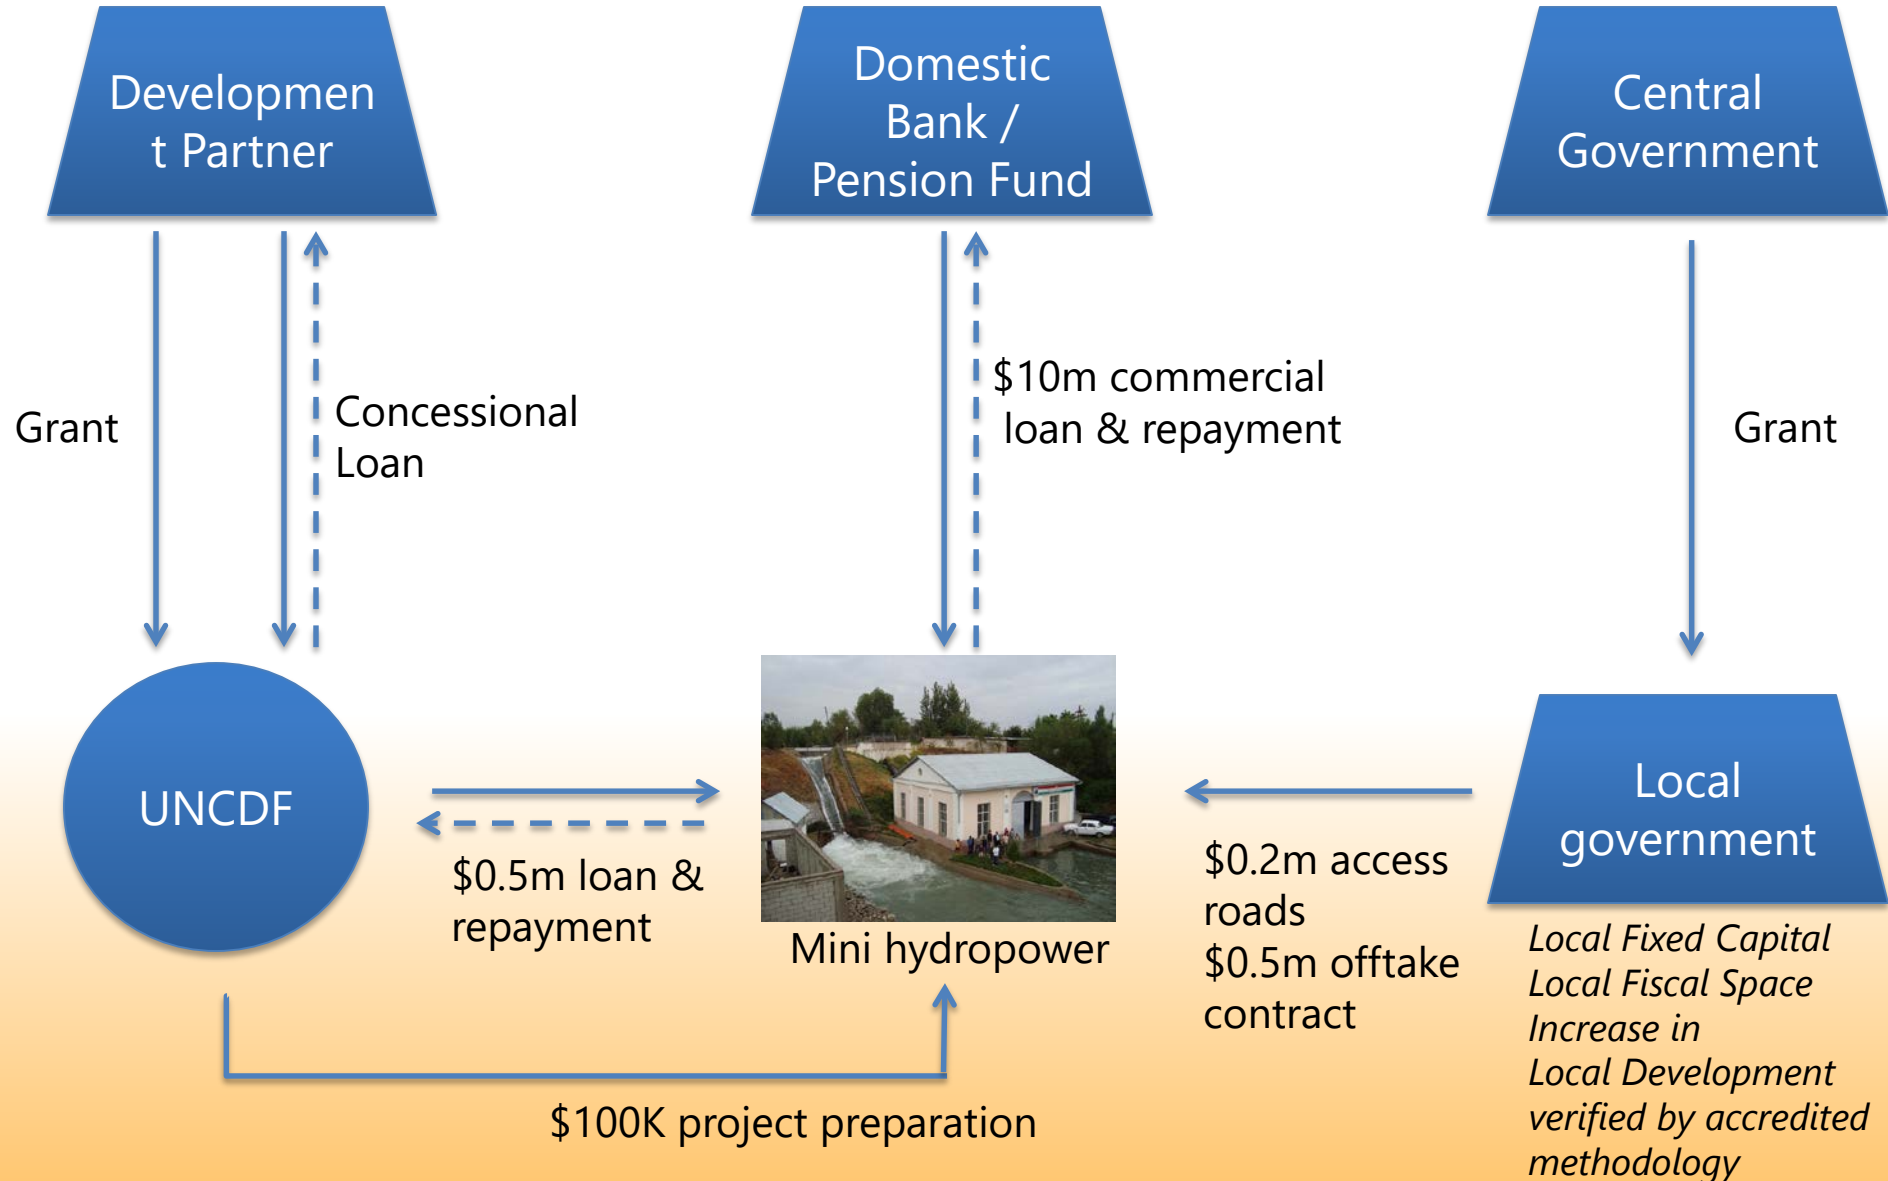 Developmen
t Partner
Domestic
Bank /
Pension Fund
Central
Government
Grant
Concessional
Loan
$10m commercial
loan & repayment
Grant
UNCDF
$0.5m loan &
repayment
Mini hydropower
$0.2m access
roads
$0.5m offtake
contract
Local
government
Local Fixed Capital
Local Fiscal Space
Increase in
Local Development
verified by accredited
methodology
$100K project preparation